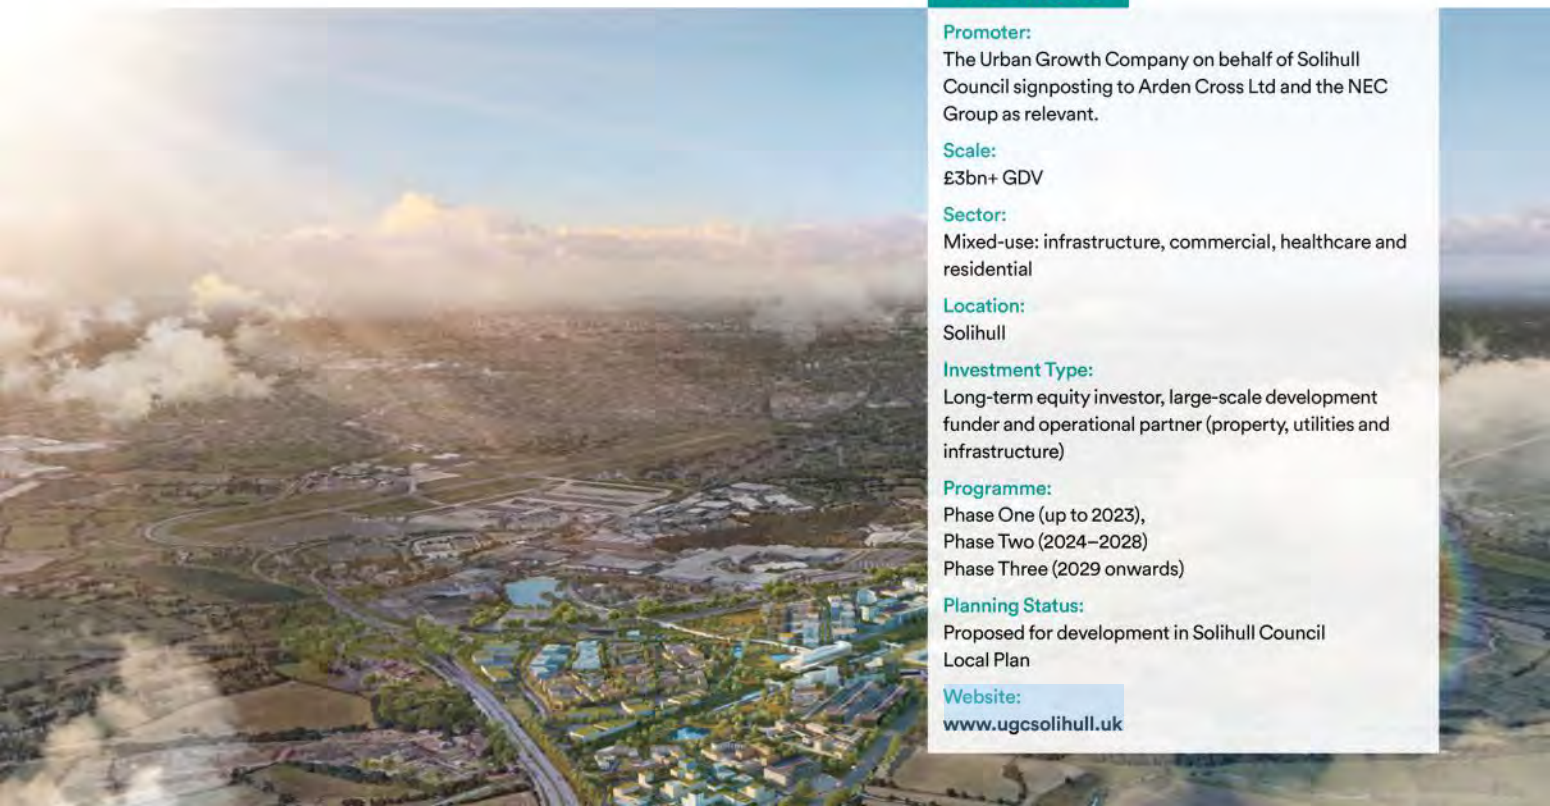 Promoter:
The Urban Growth Company on behalf of Solihull
Council signposting to Arden Cross Ltd and the NEC
Group as relevant.
Scale:
£3bn+ GDV
Sector:
Mixed-use: infrastructure, commercial, healthcare and
residential
Location:
Solihull
Investment Type:
Long-term equity investor, large-scale development
funder and operational partner (property, utilities and
infrastructure)
Programme:
Phase One (up to 2023),
Phase Two (2024–2028)
Phase Three (2029 onwards)
Planning Status:
Proposed for development in Solihull Council
Local Plan
Website:
www.ugcsolihull.uk